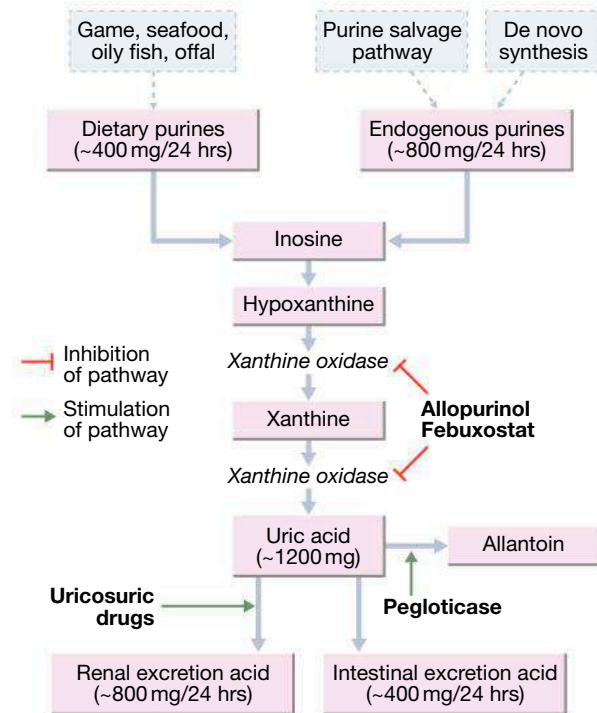 Game, seafood,
oily fish, offal
Purine salvage
pathway
De novo
synthesis
Dietary purines
(~400 mg/24 hrs)
Endogenous purines
(~800 mg/24 hrs)
Inosine
Hypoxanthine
Inhibition
of pathway
Xanthine oxidase
Stimulation
of pathway
Allopurinol
Febuxostat
Xanthine
Xanthine oxidase
Uric acid
(~1200 mg)
Allantoin
Uricosuric
drugs
Pegloticase
Renal excretion acid
(~800 mg/24 hrs)
Intestinal excretion acid
(~400 mg/24 hrs)